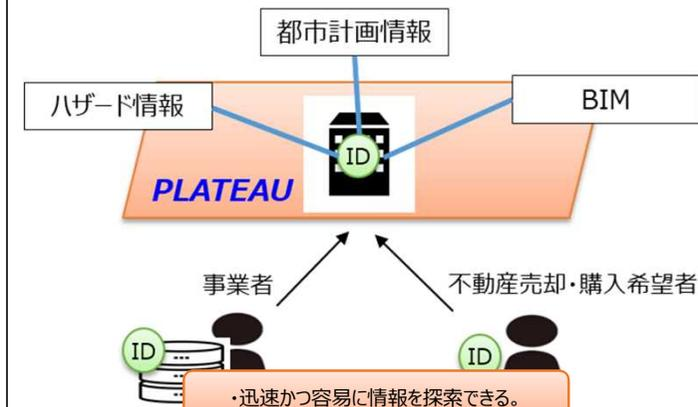 都市計画情報
ハザード情報
BIM
ID
PLATEAU
事業者
不動産売却・購入希望者
ID
ID
・迅速かつ容易に情報を探索できる。